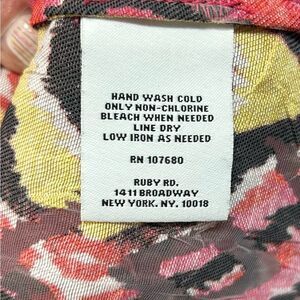 HAND WASH COLD
ONLY NON-CHLORINE
BLEACH WHEN NEEDED
LINE DRY
LOW IRON AS NEEDED
RN 107680
RUBY RD.
1411 BROADWAY
NEW YORK. NY. 10018